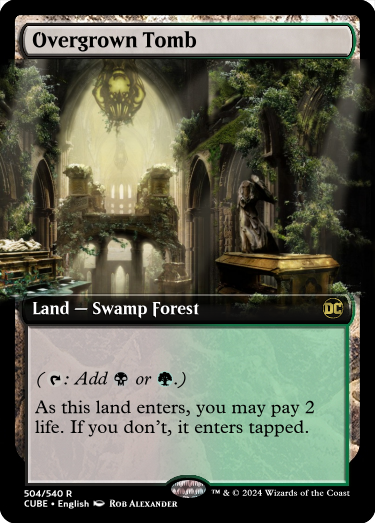 Overgrown Tomb
Land — Swamp Forest
DC
( : Add or .)
As this land enters, you may pay 2
life. If you don't, it enters tapped.
504/540 R
CUBE • English Rob Alexander
™ & © 2024 Wizards of the Coast